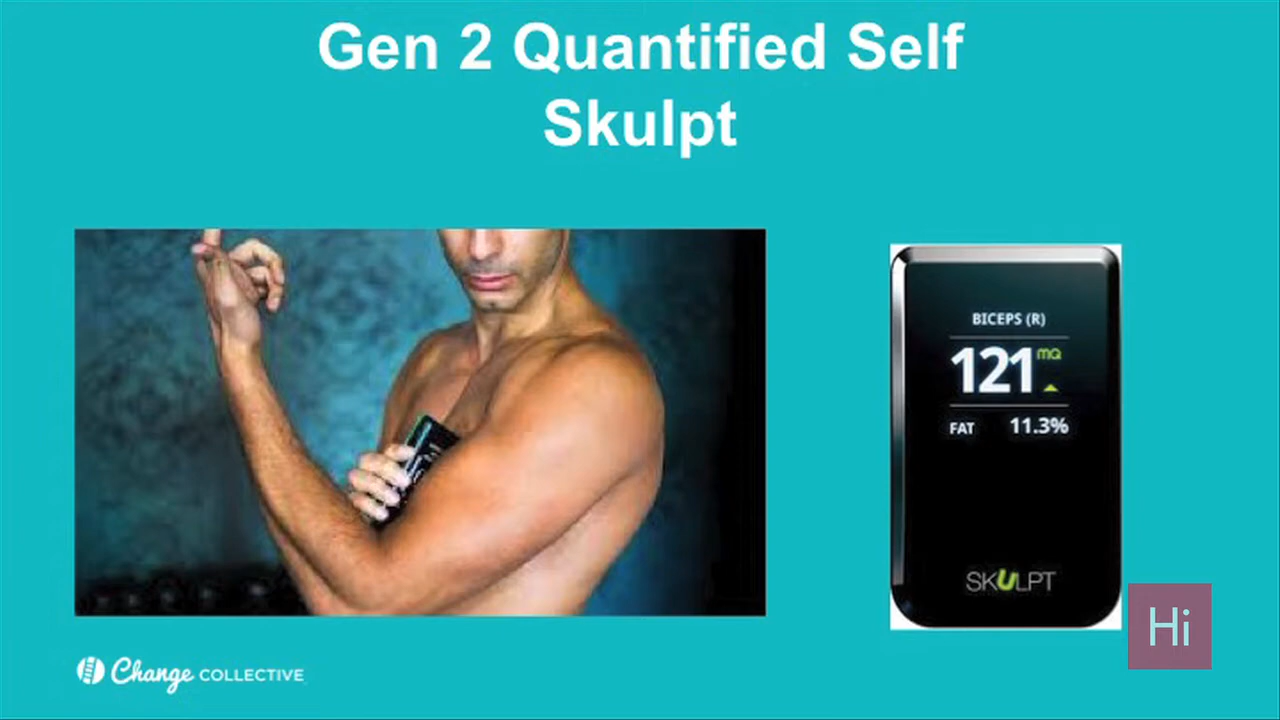 Gen 2 Quantified Self
Skulpt
BICEPS (R)
121 mq
FAT 11.3%
SKULPT
Hi
Change COLLECTIVE